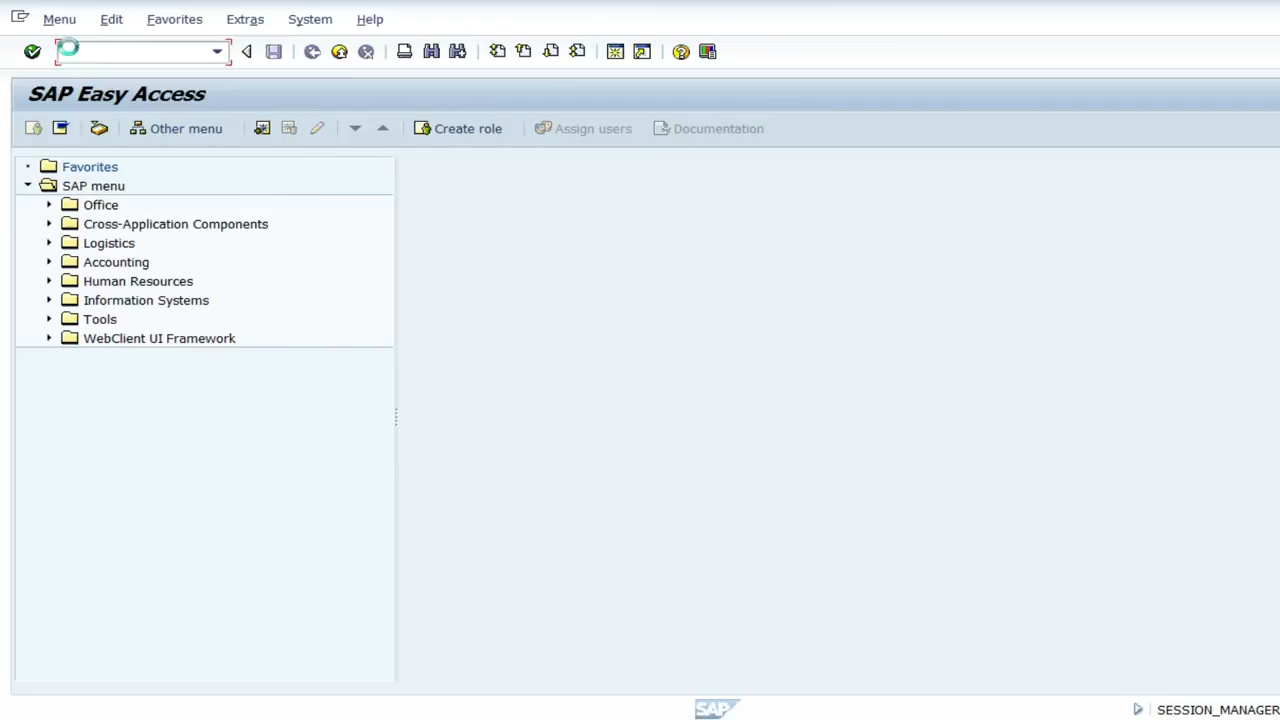 Menu Edit Favorites Extras System Help
SAP Easy Access
Other menu Create role Assign users Documentation
Favorites
SAP menu
Office
Cross-Application Components
Logistics
Accounting
Human Resources
Information Systems
Tools
WebClient UI Framework
SAP SESSION_MANAGER